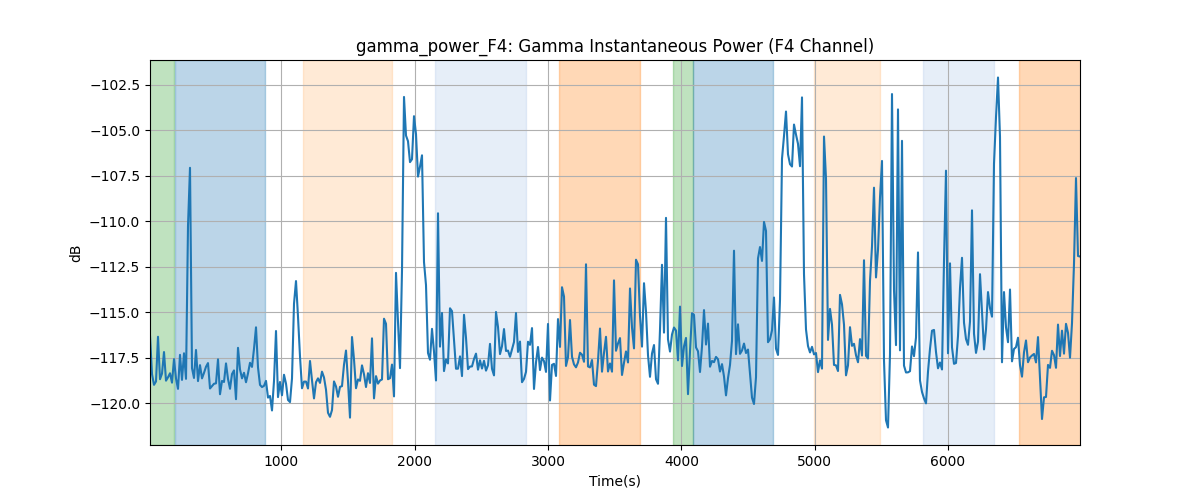 gamma_power_F4: Gamma Instantaneous Power (F4 Channel)
−102.5
−105.0
−107.5
−110.0
−112.5
−115.0
−117.5
−120.0
dB
1000 2000 3000 4000 5000 6000
Time(s)